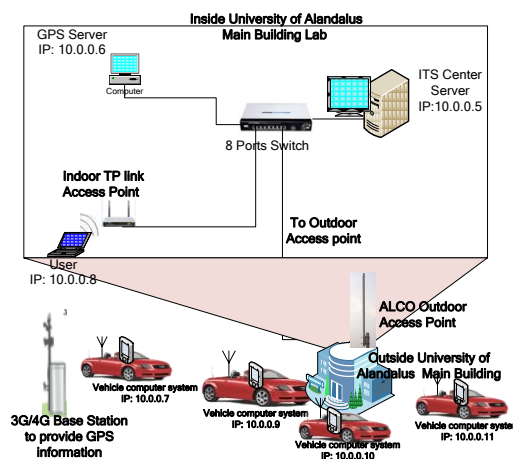 Inside University of Alandalus
Main Building Lab
GPS Server
IP: 10.0.0.6
Computer
ITS Center
Server
IP:10.0.0.5
8 Ports Switch
Indoor TP link
Access Point
To Outdoor
Access point
User
IP: 10.0.0.8
ALCO Outdoor
Access Point
3
Outside University of
Alandalus Main Building
Vehicle computer system
IP: 10.0.0.7
Vehicle computer system
IP: 10.0.0.9
Vehicle computer system
IP: 10.0.0.10
Vehicle computer syste
IP: 10.0.0.11
3G/4G Base Station
to provide GPS
information